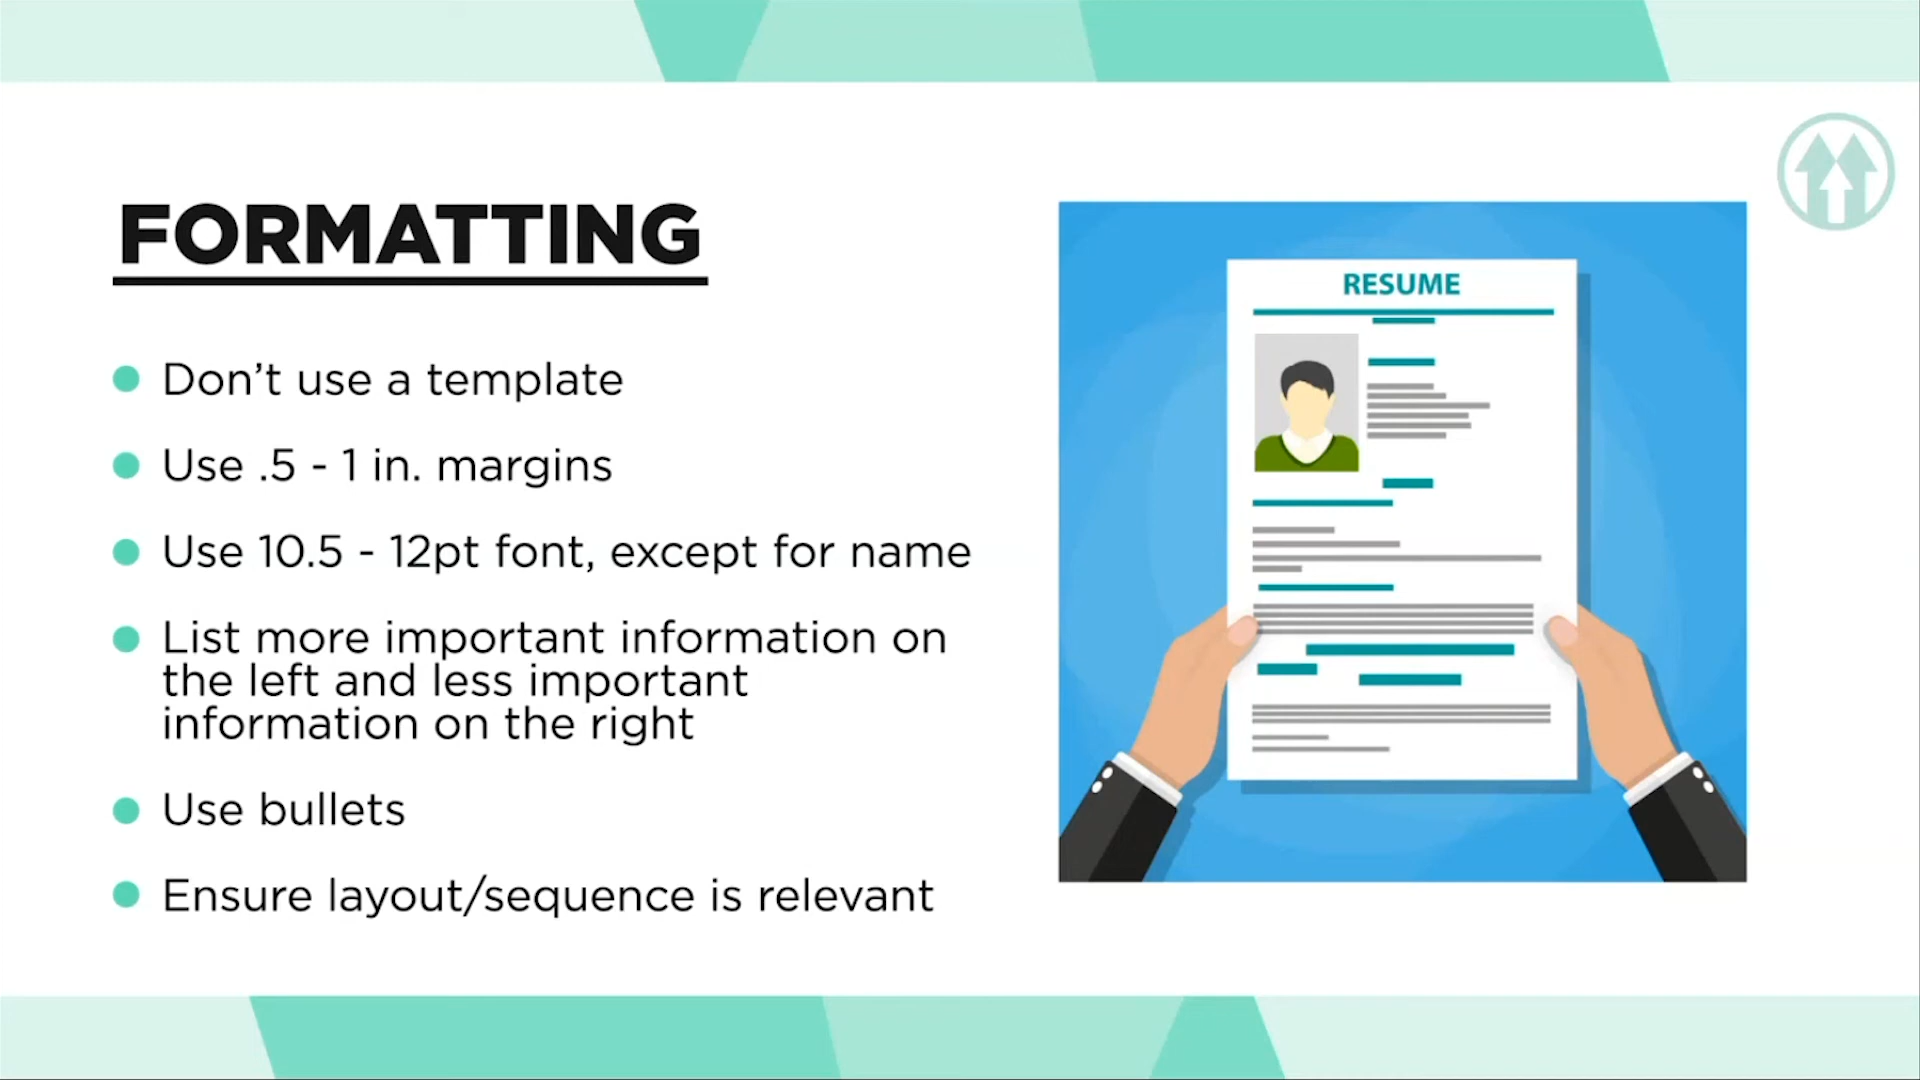 FORMATTING
Don’t use a template
Use .5 - 1 in. margins
Use 10.5 - 12pt font, except for name
List more important information on
the left and less important
information on the right
Use bullets
Ensure layout/sequence is relevant
RESUME